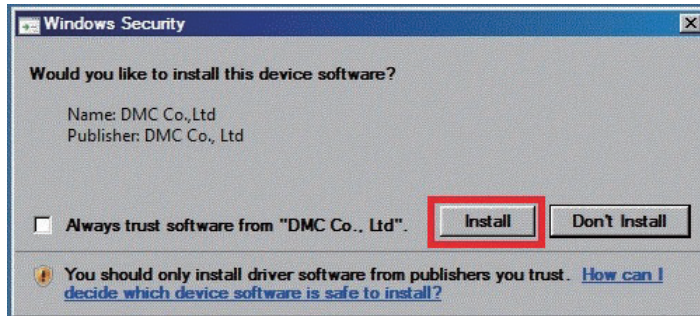 Windows Security
Would you like to install this device software?
Name: DMC Co.,Ltd
Publisher: DMC Co., Ltd
Always trust software from "DMC Co., Ltd".
Install
Don't Install
You should only install driver software from publishers you trust. How can I
decide which device software is safe to install?